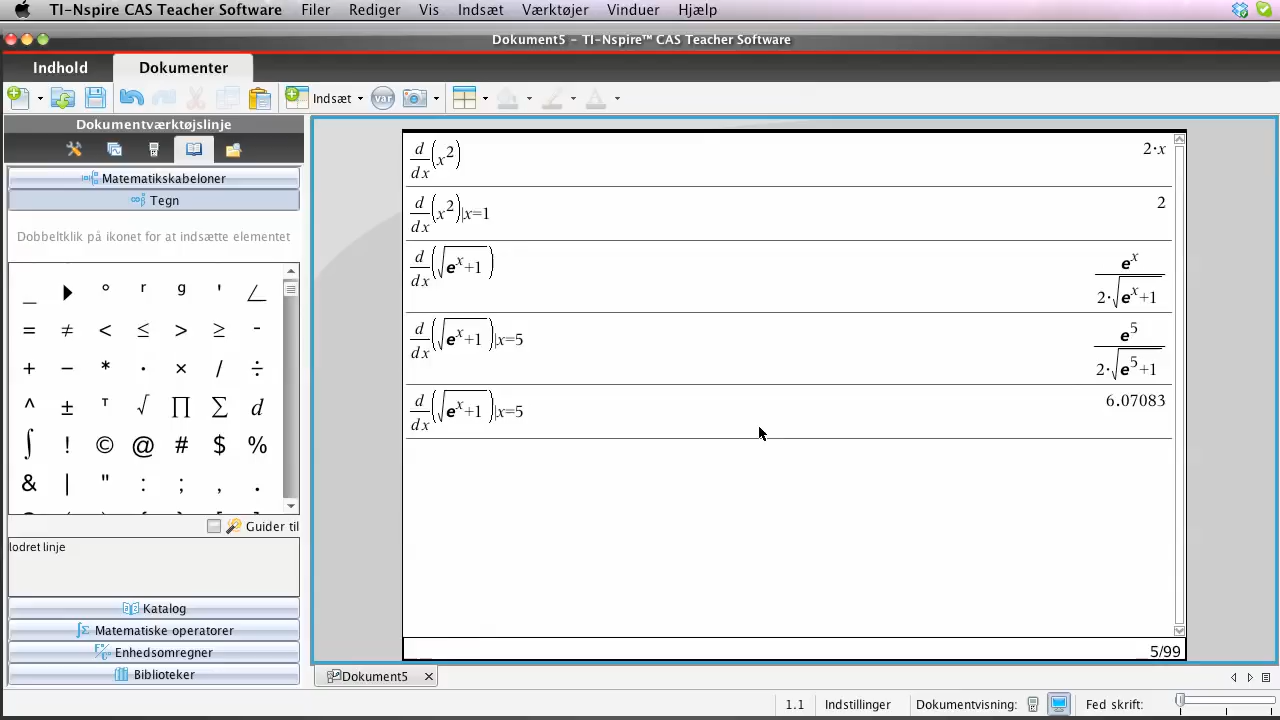 TI-Nspire CAS Teacher Software Filer Rediger Vis Indsæt Værktøjer Vinduer Hjælp
Dokument5 - TI-Nspire™ CAS Teacher Software
Indhold Dokumenter
Indsæt var
Dokumentværktøjslinje
Matematikskabeloner
Tegn
Dobbeltklik på ikonet for at indsætte elementet
_ ▶ ° ʳ ᵍ ' ∠
= ≠ < ≤ > ≥ -
+ − * · × / ÷
^ ± ᵀ √ ∏ ∑ d
∫ ! © @ # $ %
& | " : ; , .
Guider til
lodret linje
Katalog
Matematiske operatorer
Enhedsomregner
Biblioteker
d/dx(x²) 2·x
d/dx(x²)|x=1 2
d/dx(√(e^x+1)) e^x/(2·√(e^x+1))
d/dx(√(e^x+1))|x=5 e^5/(2·√(e^5+1))
d/dx(√(e^x+1))|x=5 6.07083
5/99
Dokument5
1.1 Indstillinger Dokumentvisning: Fed skrift: